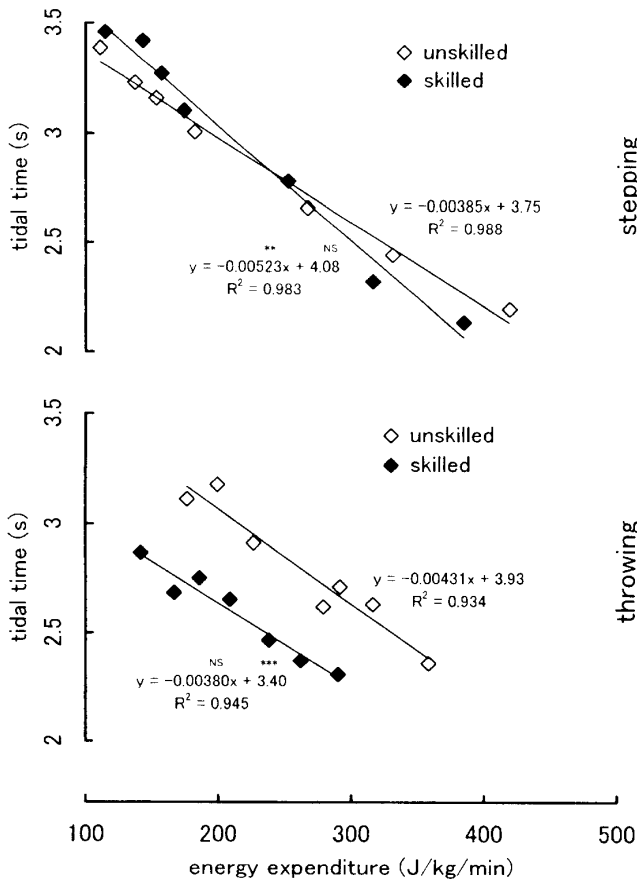 3.5
3
2.5
2
tidal time (s)
unskilled
skilled
y = -0.00385x + 3.75
R² = 0.988
** NS
y = -0.00523x + 4.08
R² = 0.983
stepping
3.5
3
2.5
2
tidal time (s)
unskilled
skilled
y = -0.00431x + 3.93
R² = 0.934
NS ***
y = -0.00380x + 3.40
R² = 0.945
throwing
100 200 300 400 500
energy expenditure (J/kg/min)